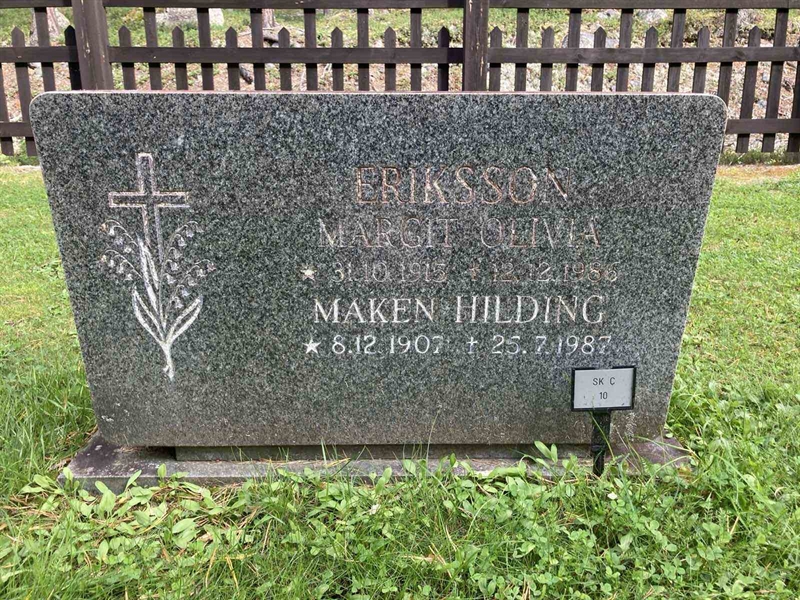 ERIKSSON
MARGIT OLIVIA
★ 31.10.1915 ✝ 12.12.1986
MAKEN HILDING
★ 8.12.1907 ✝ 25.7.1987
SK C
10